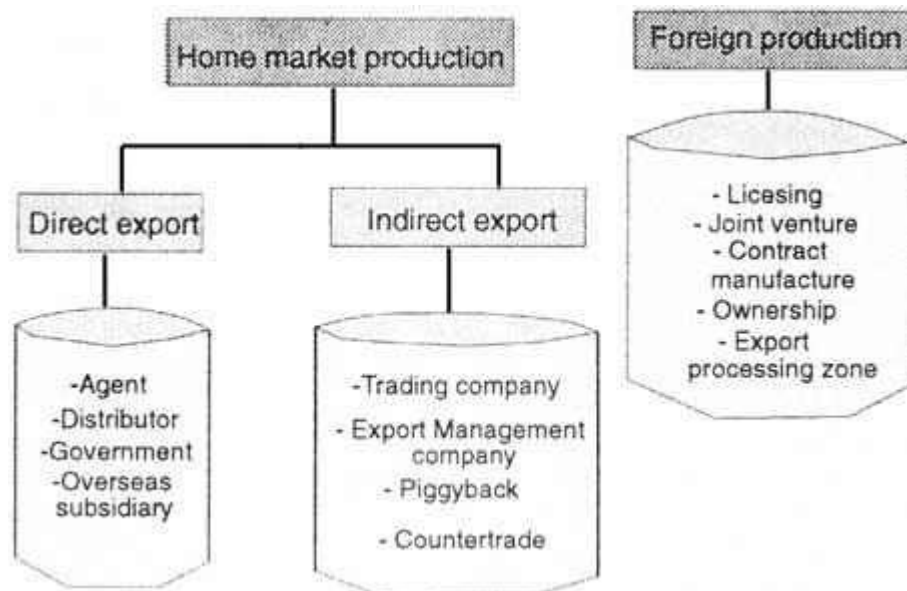 Home market production
Foreign production
Direct export
Indirect export
-Agent
-Distributor
-Government
-Overseas
subsidiary
-Trading company
- Export Management
company
- Piggyback
- Countertrade
- Licesing
- Joint venture
- Contract
manufacture
- Ownership
- Export
processing zone